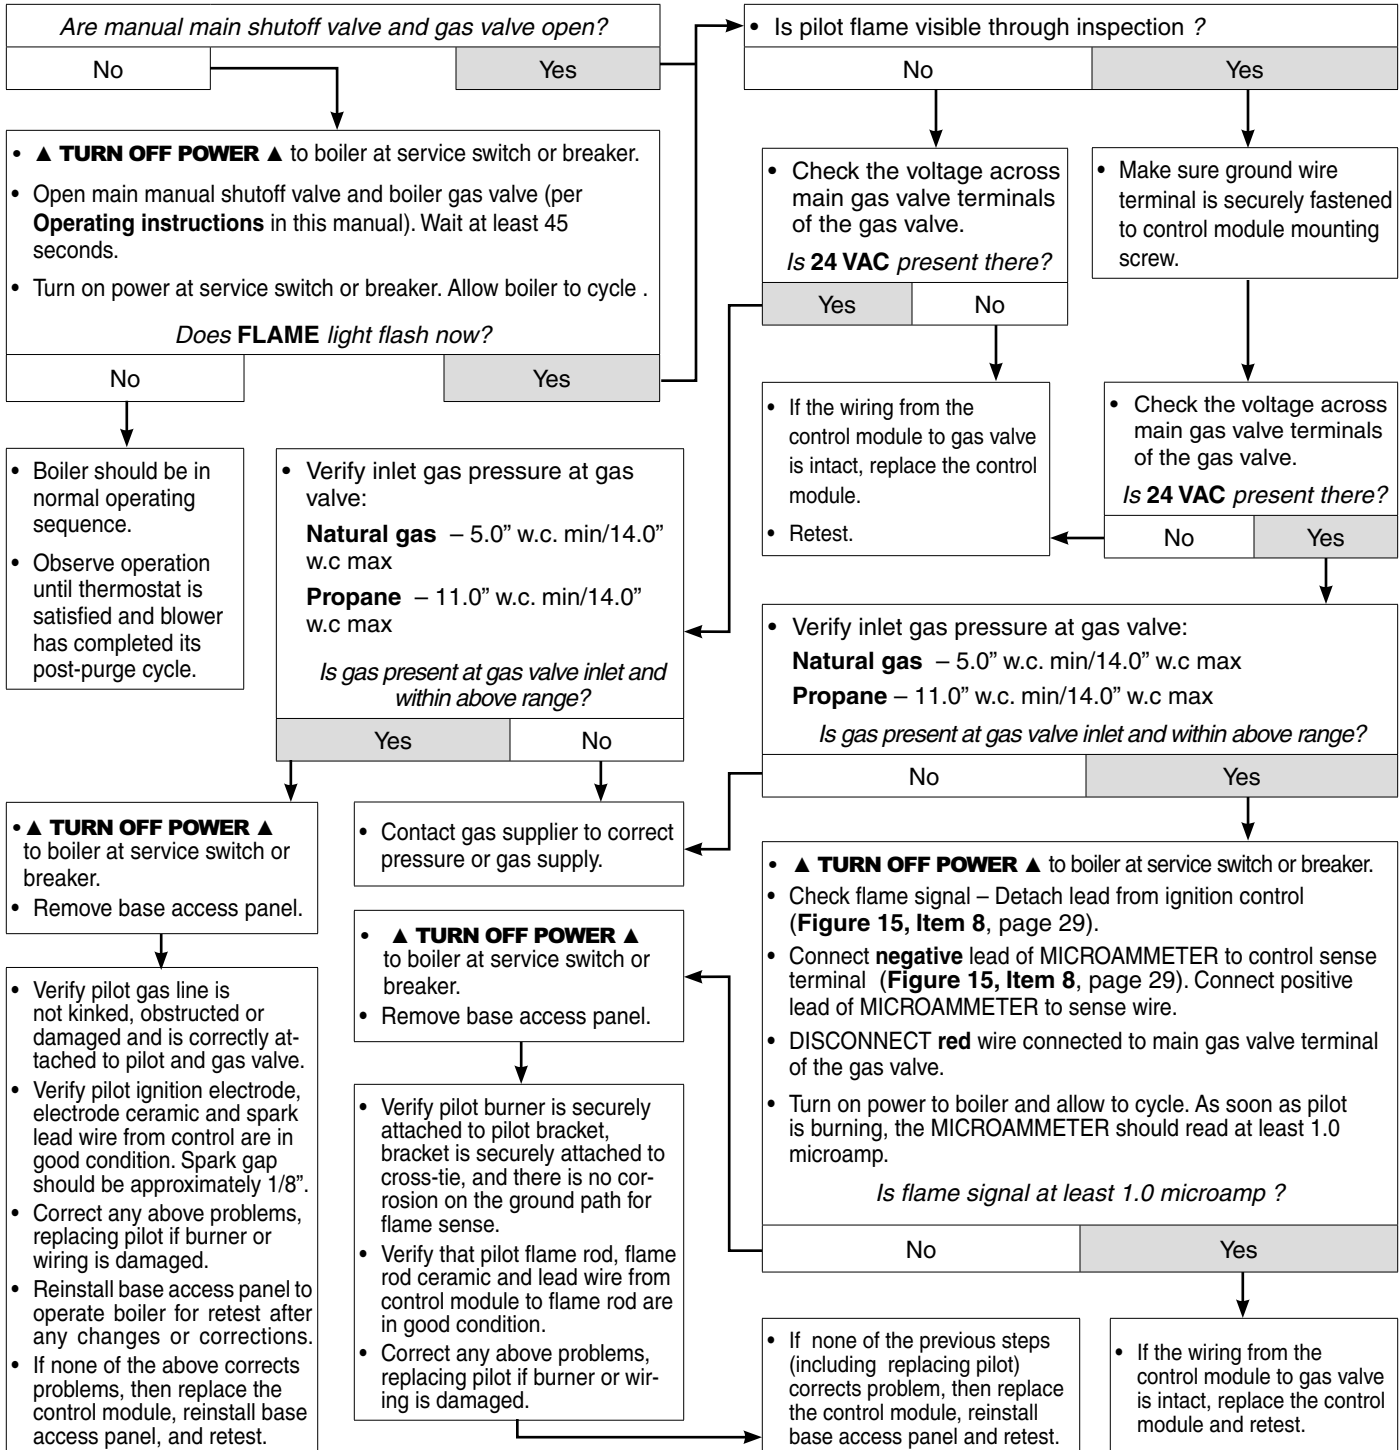 Are manual main shutoff valve and gas valve open?
No
Yes
• ▲ TURN OFF POWER ▲ to boiler at service switch or breaker.
• Open main manual shutoff valve and boiler gas valve (per
Operating instructions in this manual). Wait at least 45
seconds.
• Turn on power at service switch or breaker. Allow boiler to cycle .
Does FLAME light flash now?
No
Yes
• Boiler should be in
normal operating
sequence.
• Observe operation
until thermostat is
satisfied and blower
has completed its
post-purge cycle.
• Is pilot flame visible through inspection ?
No
Yes
• Check the voltage across
main gas valve terminals
of the gas valve.
Is 24 VAC present there?
Yes
No
• Make sure ground wire
terminal is securely fastened
to control module mounting
screw.
• If the wiring from the
control module to gas valve
is intact, replace the control
module.
• Retest.
• Check the voltage across
main gas valve terminals
of the gas valve.
Is 24 VAC present there?
No
Yes
• Verify inlet gas pressure at gas
valve:
Natural gas – 5.0” w.c. min/14.0”
w.c max
Propane – 11.0” w.c. min/14.0”
w.c max
Is gas present at gas valve inlet and
within above range?
Yes
No
• Verify inlet gas pressure at gas valve:
Natural gas – 5.0” w.c. min/14.0” w.c max
Propane – 11.0” w.c. min/14.0” w.c max
Is gas present at gas valve inlet and within above range?
No
Yes
• ▲ TURN OFF POWER ▲
to boiler at service switch or
breaker.
• Remove base access panel.
• Contact gas supplier to correct
pressure or gas supply.
• Verify pilot gas line is
not kinked, obstructed or
damaged and is correctly at-
tached to pilot and gas valve.
• Verify pilot ignition electrode,
electrode ceramic and spark
lead wire from control are in
good condition. Spark gap
should be approximately 1/8”.
• Correct any above problems,
replacing pilot if burner or
wiring is damaged.
• Reinstall base access panel to
operate boiler for retest after
any changes or corrections.
• If none of the above corrects
problems, then replace the
control module, reinstall base
access panel, and retest.
• ▲ TURN OFF POWER ▲
to boiler at service switch or
breaker.
• Remove base access panel.
• Verify pilot burner is securely
attached to pilot bracket,
bracket is securely attached to
cross-tie, and there is no cor-
rosion on the ground path for
flame sense.
• Verify that pilot flame rod, flame
rod ceramic and lead wire from
control module to flame rod are
in good condition.
• Correct any above problems,
replacing pilot if burner or wir-
ing is damaged.
• ▲ TURN OFF POWER ▲ to boiler at service switch or breaker.
• Check flame signal – Detach lead from ignition control
(Figure 15, Item 8, page 29).
• Connect negative lead of MICROAMMETER to control sense
terminal (Figure 15, Item 8, page 29). Connect positive
lead of MICROAMMETER to sense wire.
• DISCONNECT red wire connected to main gas valve terminal
of the gas valve.
• Turn on power to boiler and allow to cycle. As soon as pilot
is burning, the MICROAMMETER should read at least 1.0
microamp.
Is flame signal at least 1.0 microamp ?
No
Yes
• If none of the previous steps
(including replacing pilot)
corrects problem, then replace
the control module, reinstall
base access panel and retest.
• If the wiring from the
control module to gas valve
is intact, replace the control
module and retest.